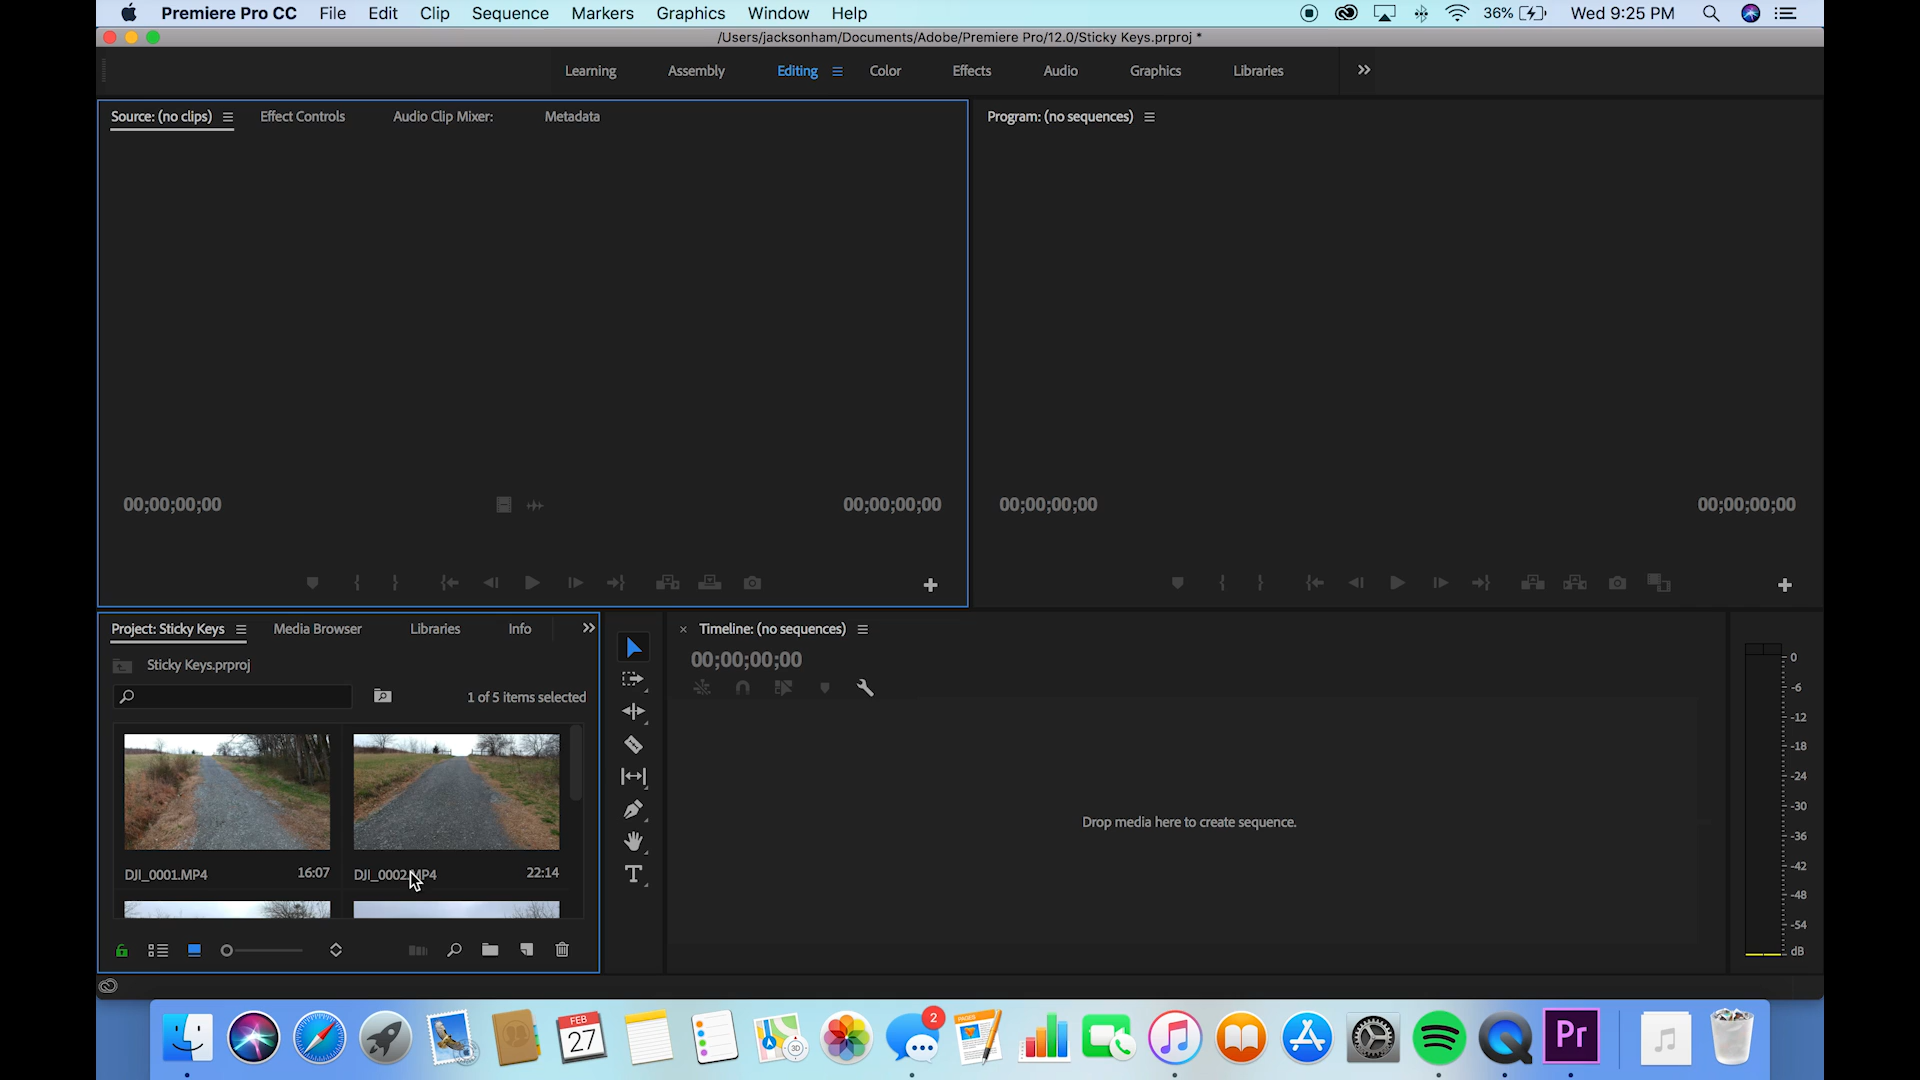 Premiere Pro CC File Edit Clip Sequence Markers Graphics Window Help 36% Wed 9:25 PM
/Users/jacksonham/Documents/Adobe/Premiere Pro/12.0/Sticky Keys.prproj *
Learning Assembly Editing Color Effects Audio Graphics Libraries
Source: (no clips) Effect Controls Audio Clip Mixer: Metadata
Program: (no sequences)
00;00;00;00 00;00;00;00
00;00;00;00 00;00;00;00
Project: Sticky Keys Media Browser Libraries Info
Sticky Keys.prproj
1 of 5 items selected
DJI_0001.MP4 16:07
DJI_0002.MP4 22:14
Timeline: (no sequences)
00;00;00;00
Drop media here to create sequence.
0
-6
-12
-18
-24
-30
-36
-42
-48
-54
dB
FEB
27
PAGES
3D
2
Pr